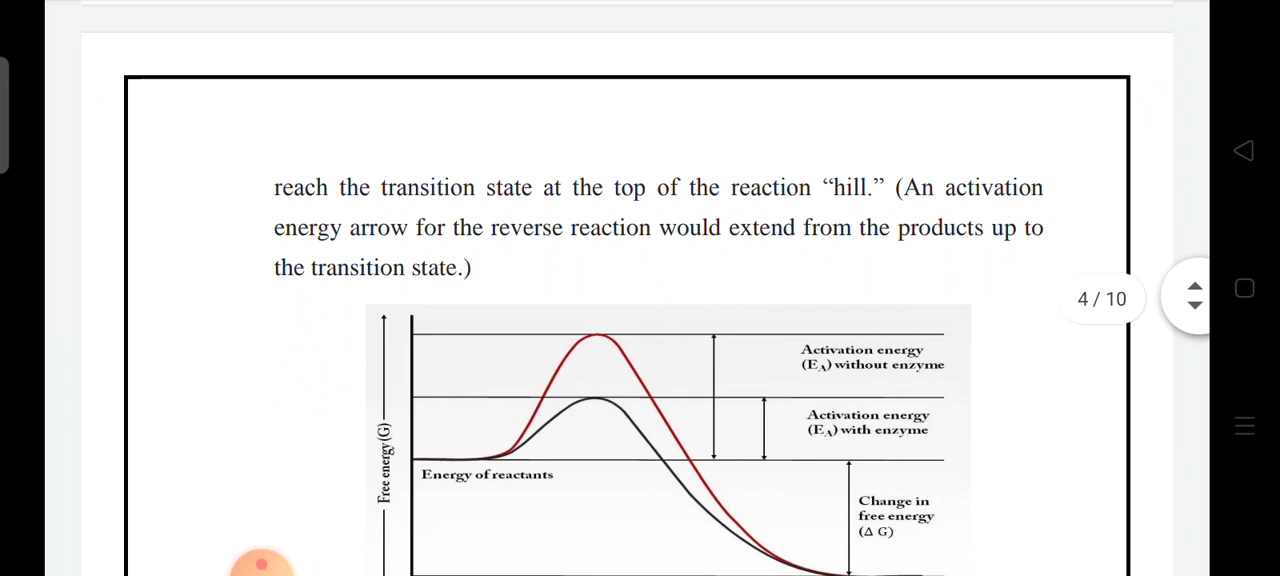 reach the transition state at the top of the reaction “hill.” (An activation
energy arrow for the reverse reaction would extend from the products up to
the transition state.)
4 / 10
Activation energy
(EA) without enzyme
Activation energy
(EA) with enzyme
Free energy (G)
Energy of reactants
Change in
free energy
(Δ G)